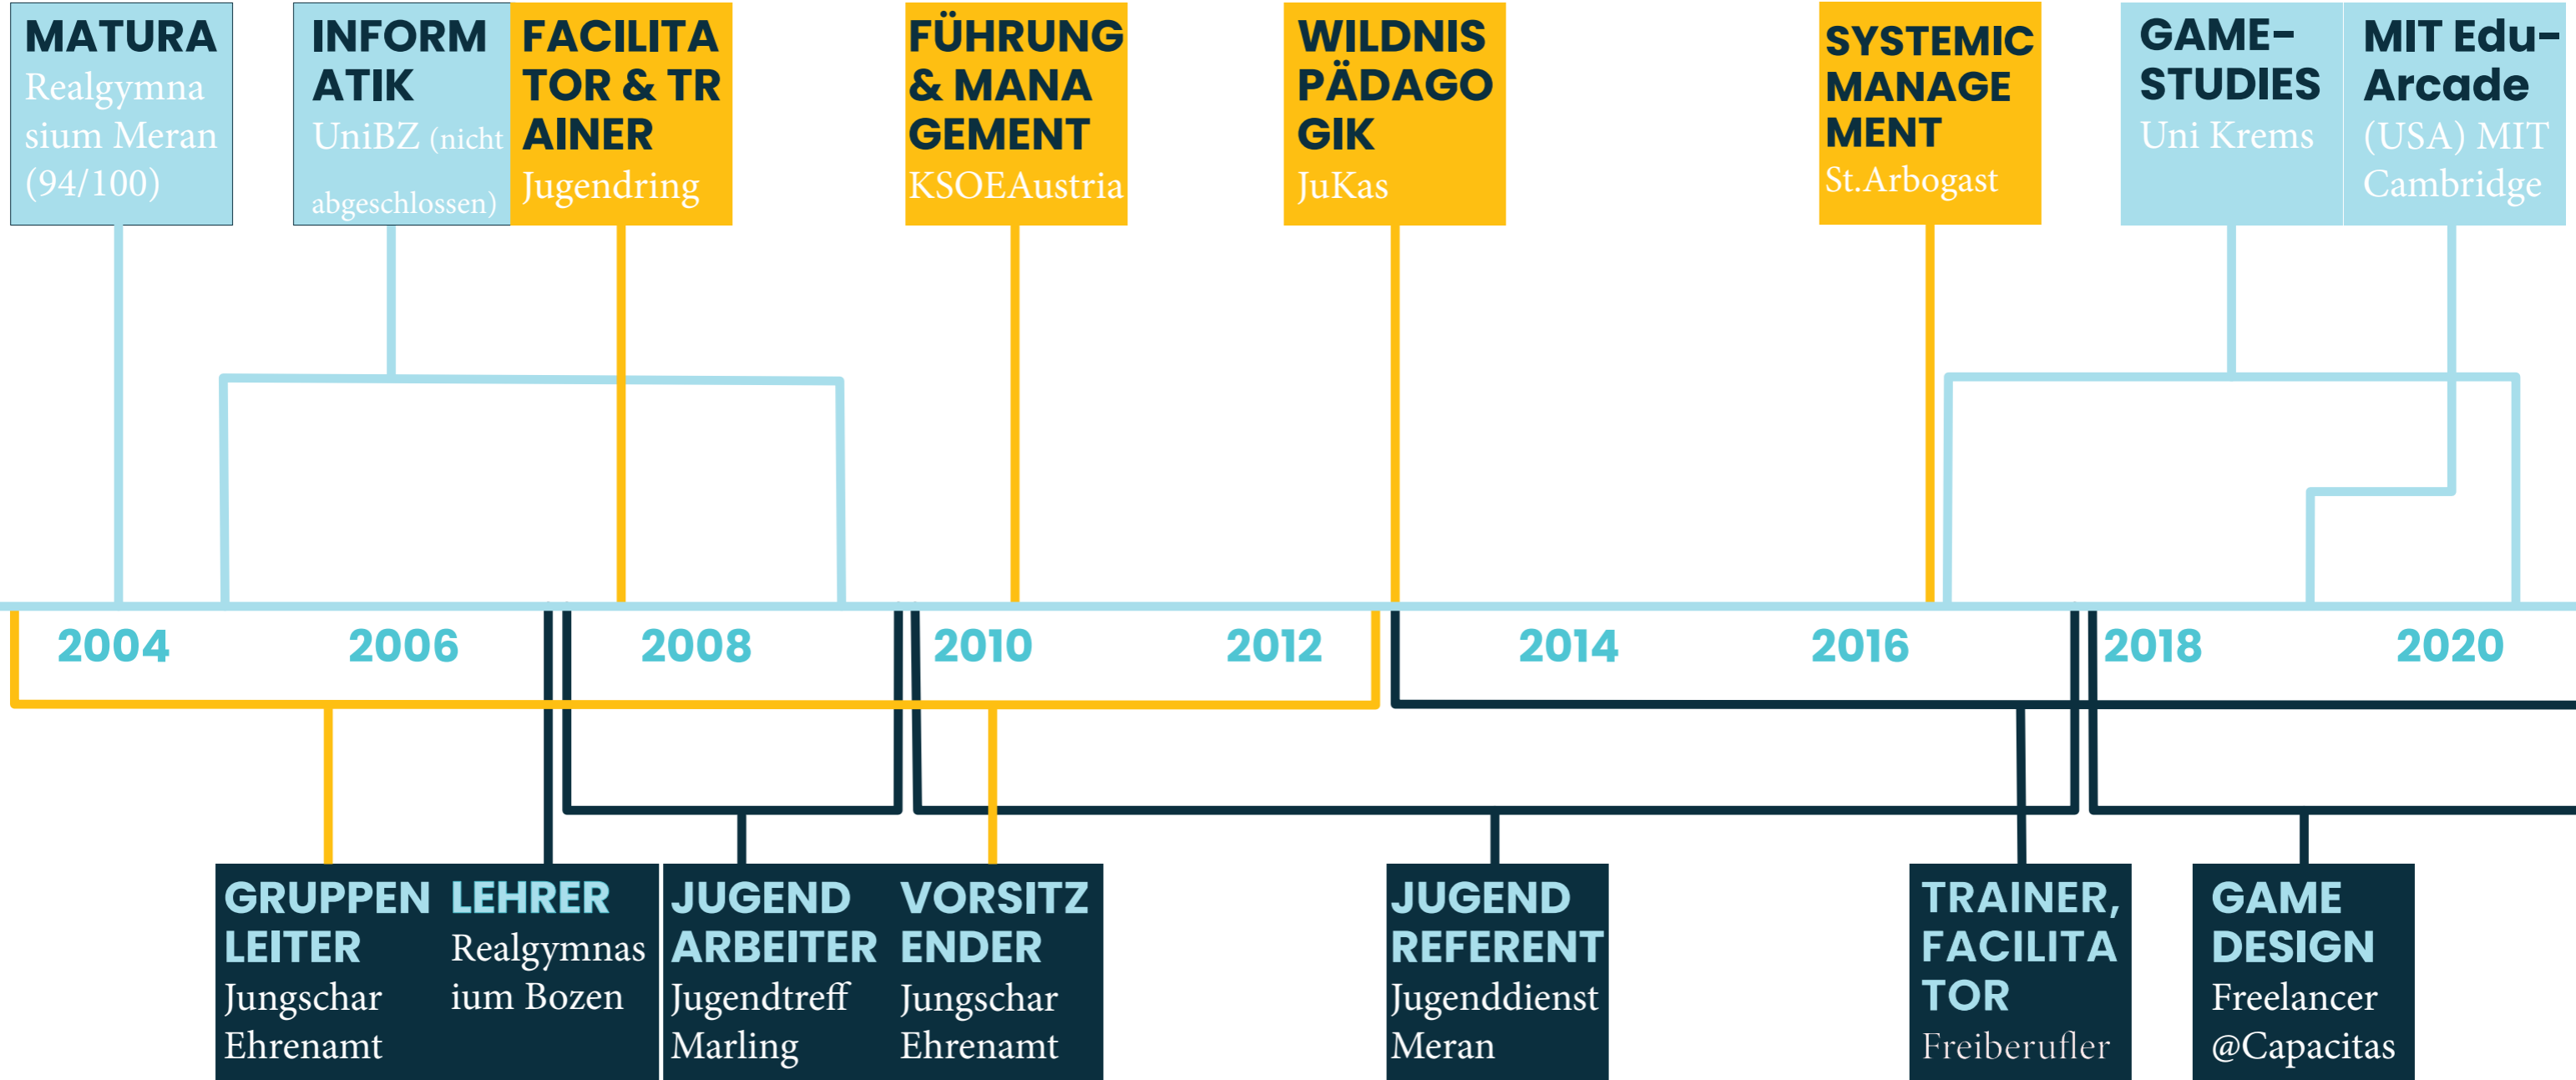 MATURA
Realgymna
sium Meran
(94/100)
INFORM
ATIK
UniBZ (nicht
abgeschlossen)
FACILITA
TOR & TR
AINER
Jugendring
FÜHRUNG
& MANA
GEMENT
KSOEAustria
WILDNIS
PÄDAGO
GIK
JuKas
SYSTEMIC
MANAGE
MENT
St.Arbogast
GAME-
STUDIES
Uni Krems
MIT Edu-
Arcade
(USA) MIT
Cambridge
2004 2006 2008 2010 2012 2014 2016 2018 2020
GRUPPEN
LEITER
Jungschar
Ehrenamt
LEHRER
Realgymnas
ium Bozen
JUGEND
ARBEITER
Jugendtreff
Marling
VORSITZ
ENDER
Jungschar
Ehrenamt
JUGEND
REFERENT
Jugenddienst
Meran
TRAINER,
FACILITA
TOR
Freiberufler
GAME
DESIGN
Freelancer
@Capacitas